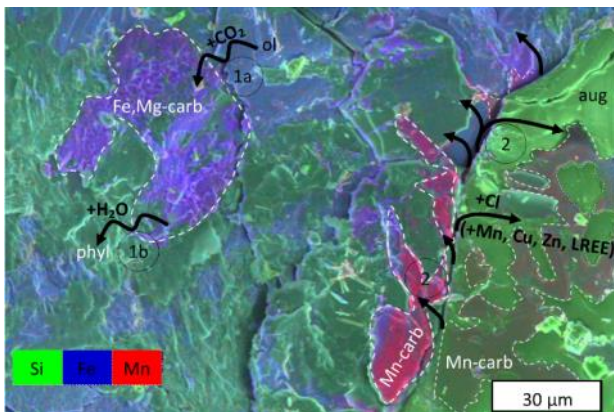 +CO₂
ol
1a
Fe,Mg-carb
aug
2
+Cl
(+Mn, Cu, Zn, LREE)
+H₂O
phyl
1b
2
Mn-carb
Mn-carb
Si
Fe
Mn
30 µm